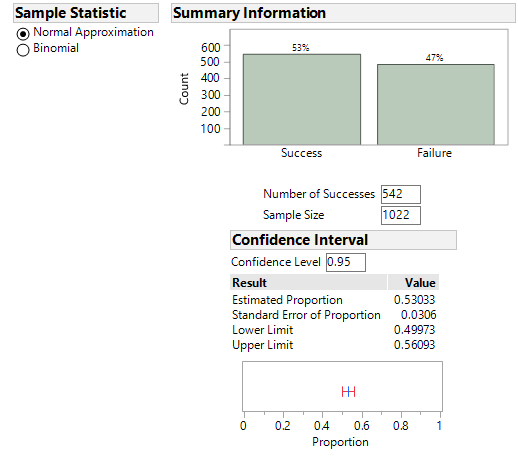 Sample Statistic
Normal Approximation
Binomial
Summary Information
Count
600
500
400
300
200
100
53%
47%
Success
Failure
Number of Successes 542
Sample Size 1022
Confidence Interval
Confidence Level 0.95
Result Value
Estimated Proportion 0.53033
Standard Error of Proportion 0.0306
Lower Limit 0.49973
Upper Limit 0.56093
0 0.2 0.4 0.6 0.8 1
Proportion